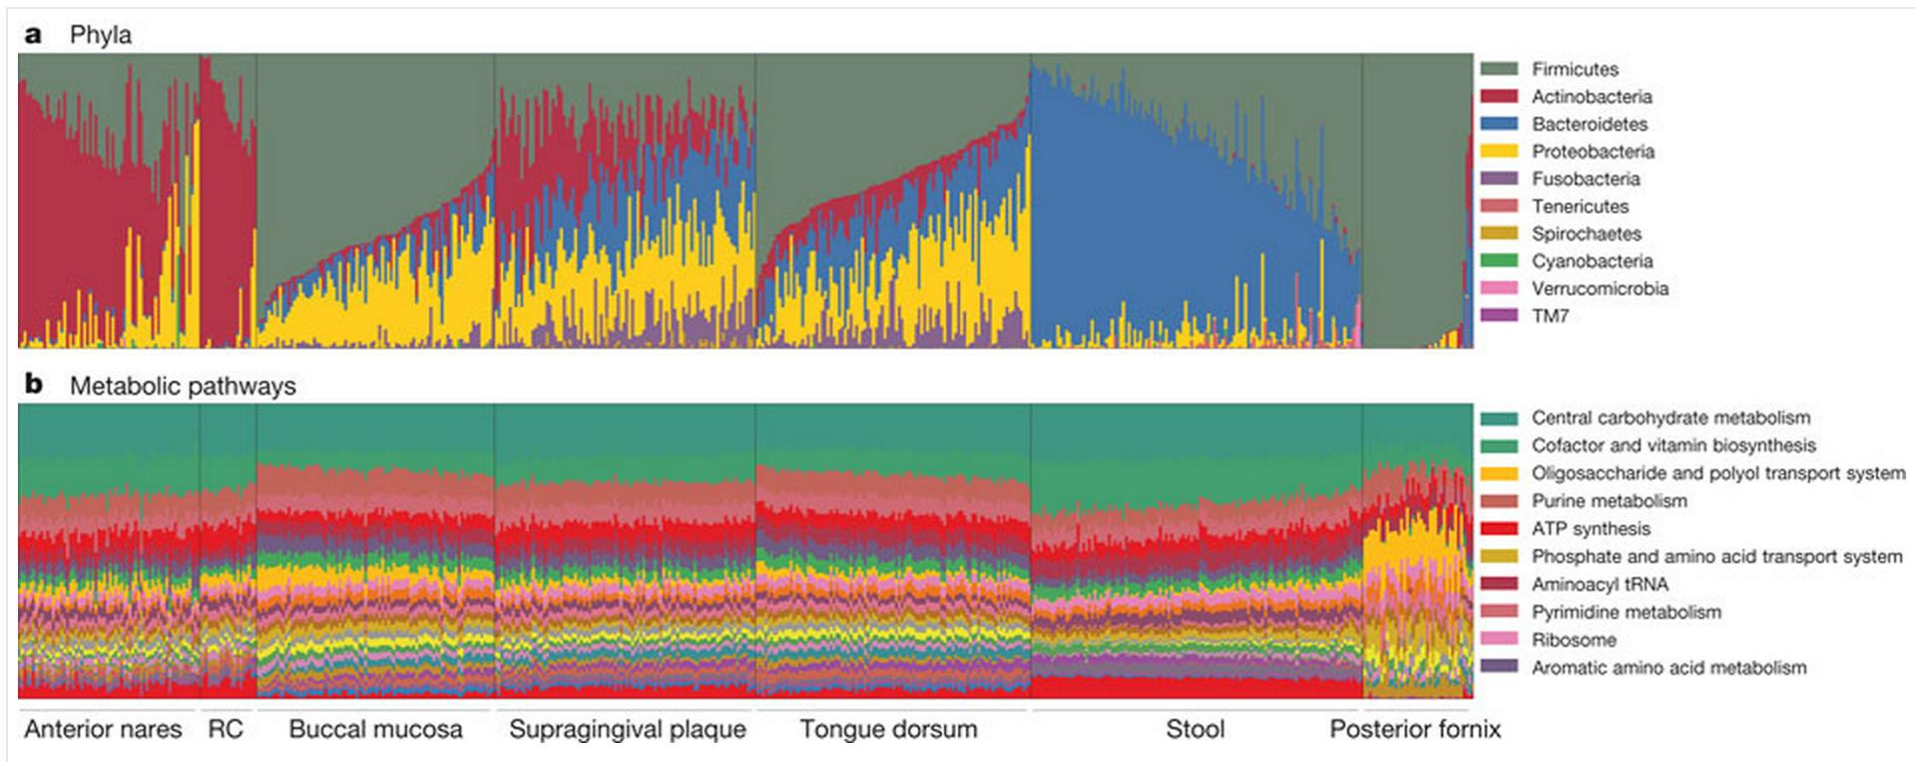 a Phyla
Firmicutes
Actinobacteria
Bacteroidetes
Proteobacteria
Fusobacteria
Tenericutes
Spirochaetes
Cyanobacteria
Verrucomicrobia
TM7
b Metabolic pathways
Central carbohydrate metabolism
Cofactor and vitamin biosynthesis
Oligosaccharide and polyol transport system
Purine metabolism
ATP synthesis
Phosphate and amino acid transport system
Aminoacyl tRNA
Pyrimidine metabolism
Ribosome
Aromatic amino acid metabolism
Anterior nares RC Buccal mucosa Supragingival plaque Tongue dorsum Stool Posterior fornix